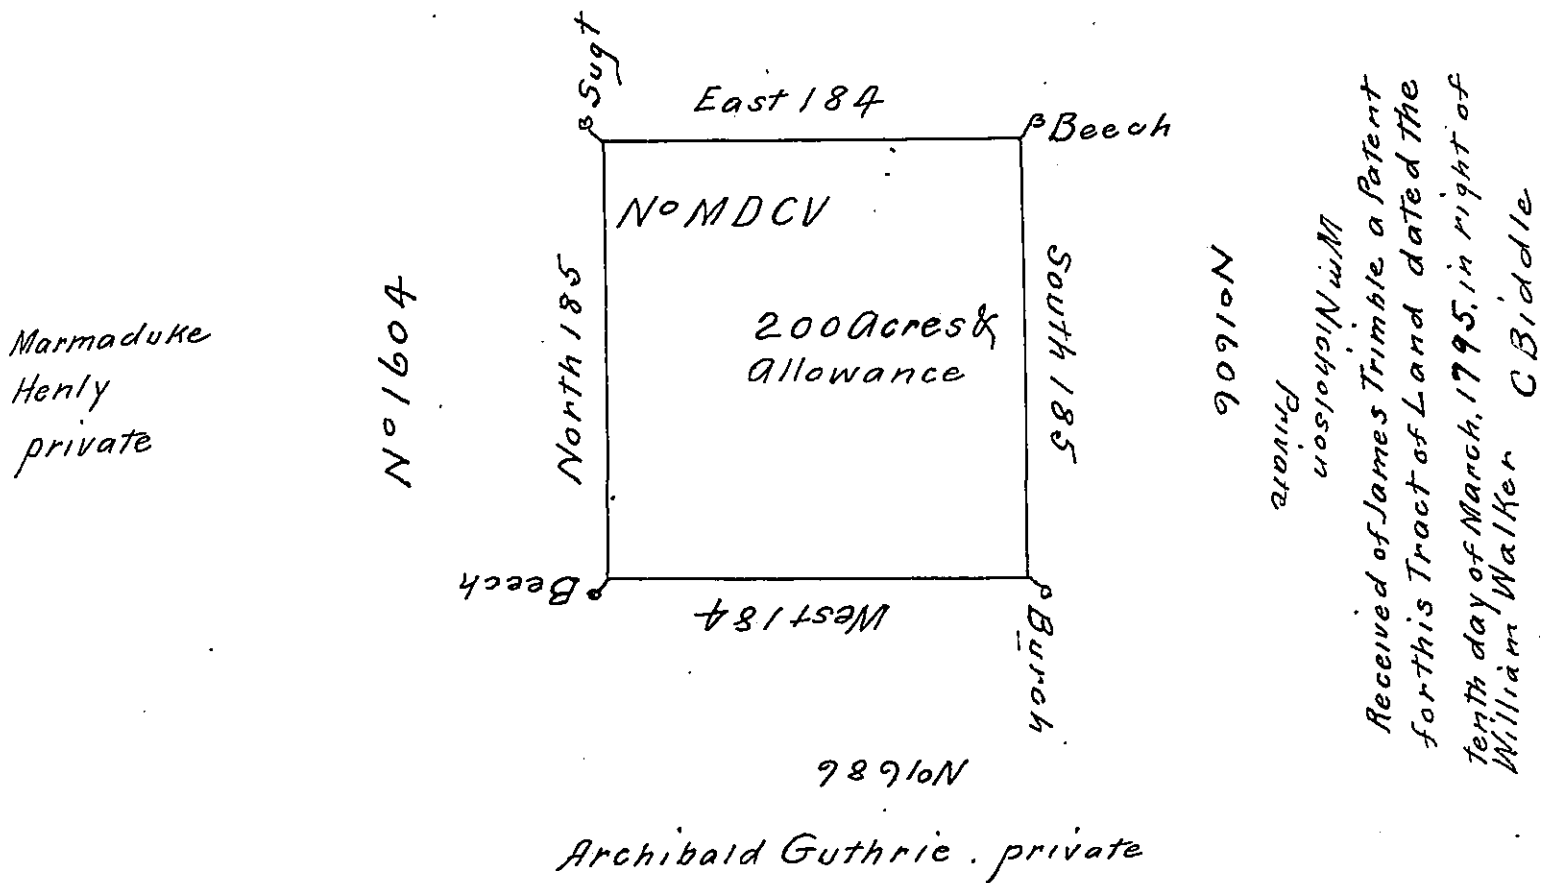 Sugt
East 184
Beech
No MDCV
200 Acres &
Allowance
North 185
South 185
No 1604
Marmaduke
Henly
private
No 1606
Wm Nicholson
Private
Beech
West 184
Burch
No 1686
Archibald Guthrie. private
Received of James Trimble a Patent
for this Tract of Land dated the
tenth day of March, 1795. in right of
William Walker C Biddle